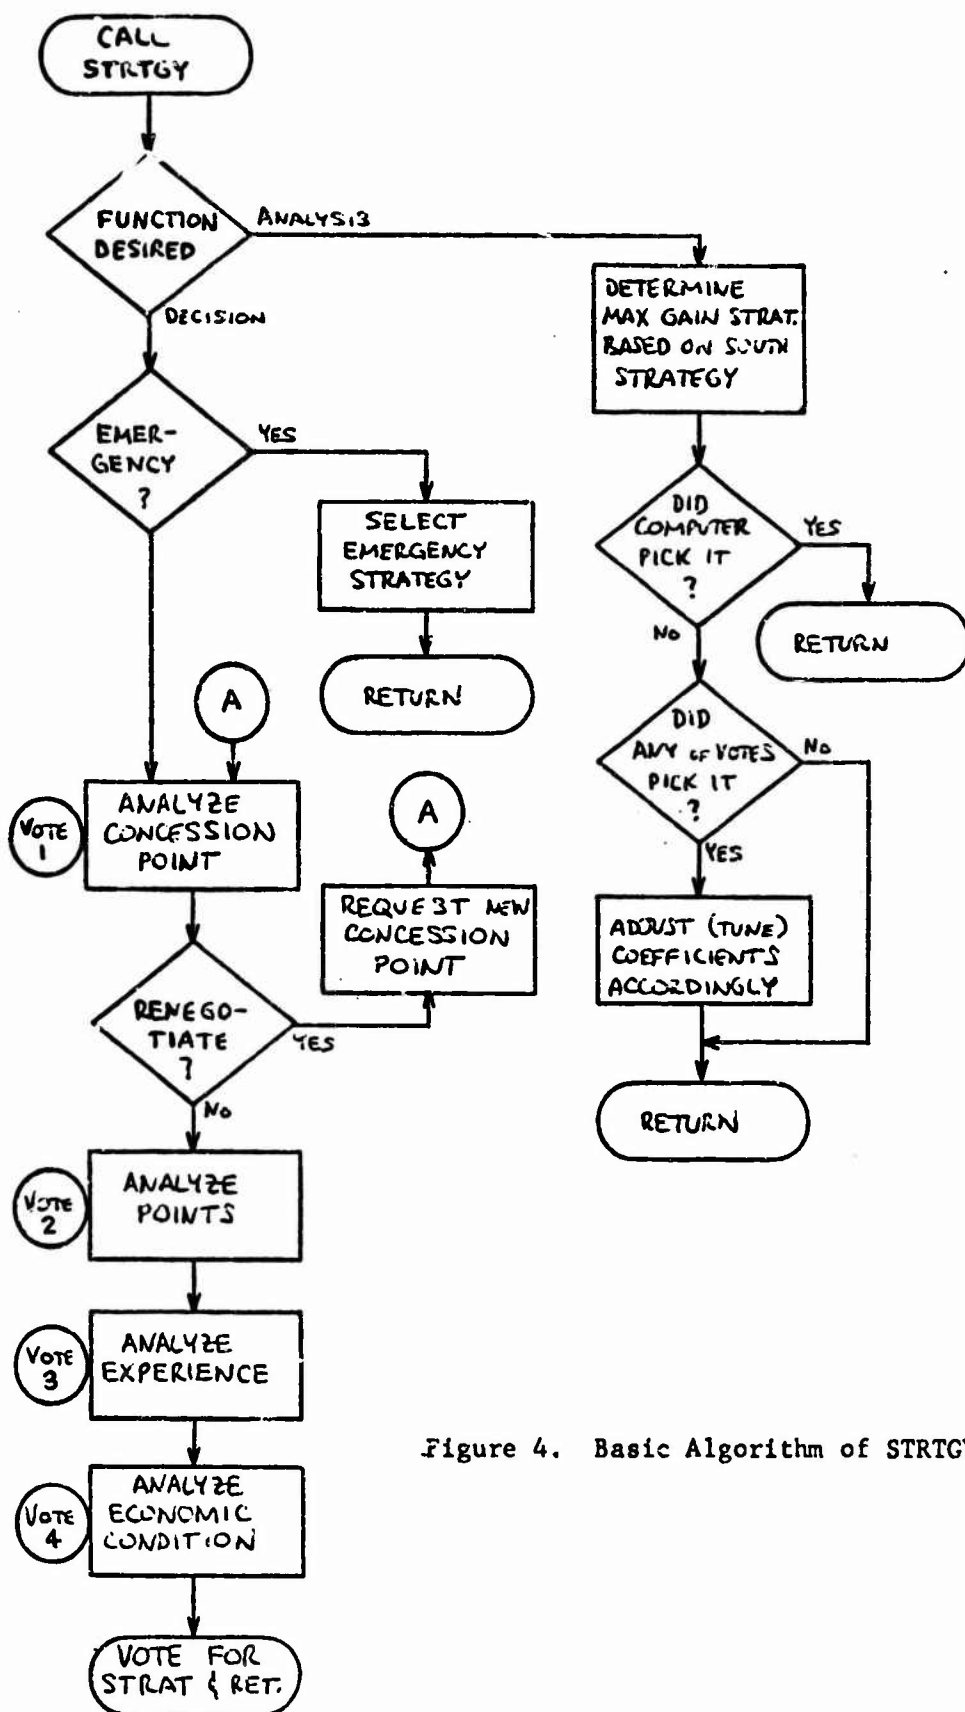 CALL
STRTGY
FUNCTION
DESIRED
ANALYSIS
DECISION
DETERMINE
MAX GAIN STRAT.
BASED ON SOUTH
STRATEGY
EMER-
GENCY
?
YES
SELECT
EMERGENCY
STRATEGY
RETURN
DID
COMPUTER
PICK IT
?
YES
RETURN
NO
DID
ANY OF VOTES
PICK IT
?
NO
YES
ADJUST (TUNE)
COEFFICIENTS
ACCORDINGLY
RETURN
A
VOTE
1
ANALYZE
CONCESSION
POINT
A
REQUEST NEW
CONCESSION
POINT
RENEGO-
TIATE
?
YES
NO
VOTE
2
ANALYZE
POINTS
VOTE
3
ANALYZE
EXPERIENCE
VOTE
4
ANALYZE
ECONOMIC
CONDITION
VOTE FOR
STRAT & RET.
Figure 4. Basic Algorithm of STRTGY